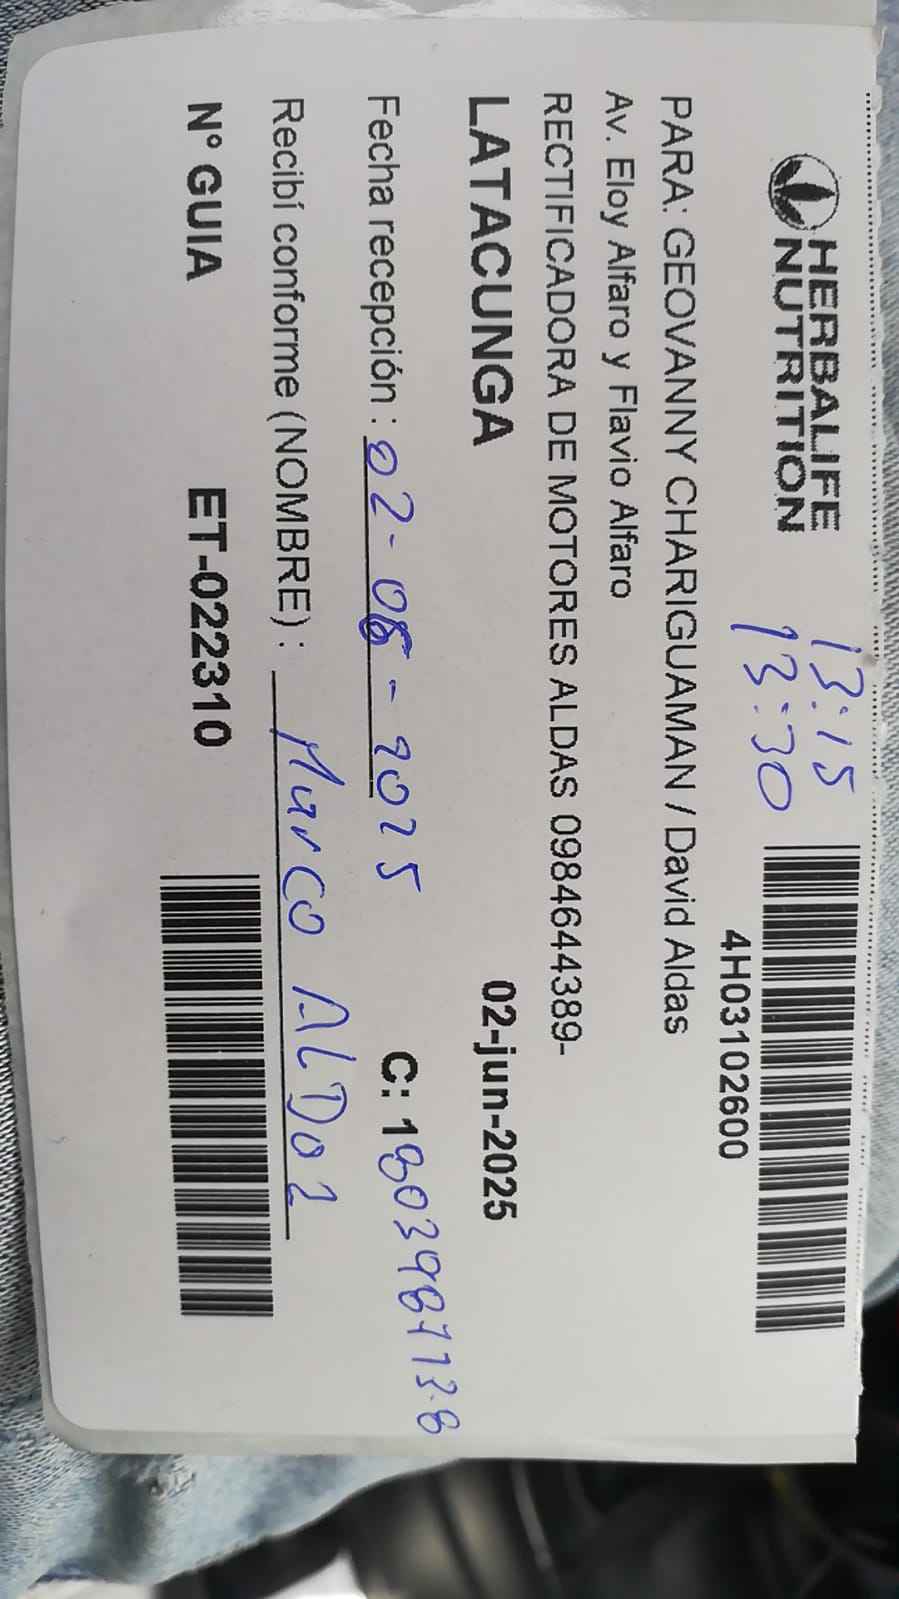 HERBALIFE
NUTRITION
13:15
13:30
4H03102600
PARA: GEOVANNY CHARIGUAMAN / David Aldas
Av. Eloy Alfaro y Flavio Alfaro
RECTIFICADORA DE MOTORES ALDAS 0984644389-
LATACUNGA 02-jun-2025
Fecha recepción : 02-06-2025 C: 1
Recibí conforme (NOMBRE) : Marco
N° GUIA ET-022310